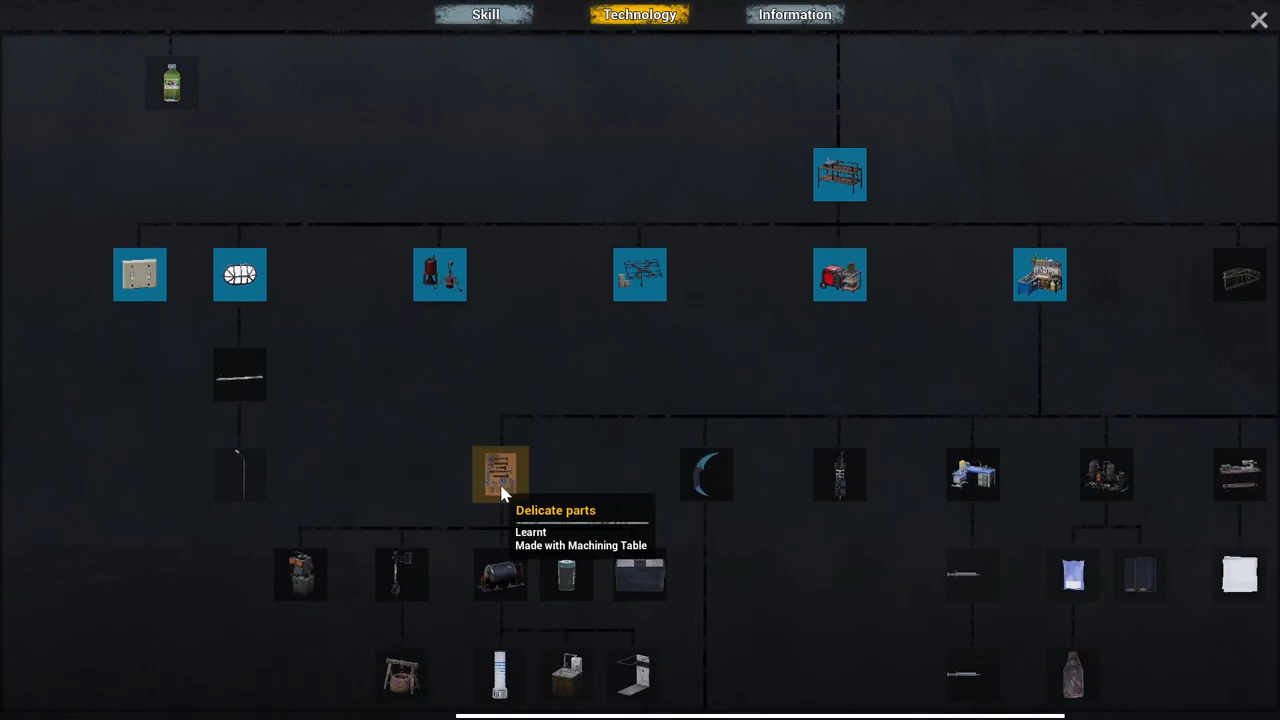 Skill
Technology
Information
Delicate parts
Learnt
Made with Machining Table